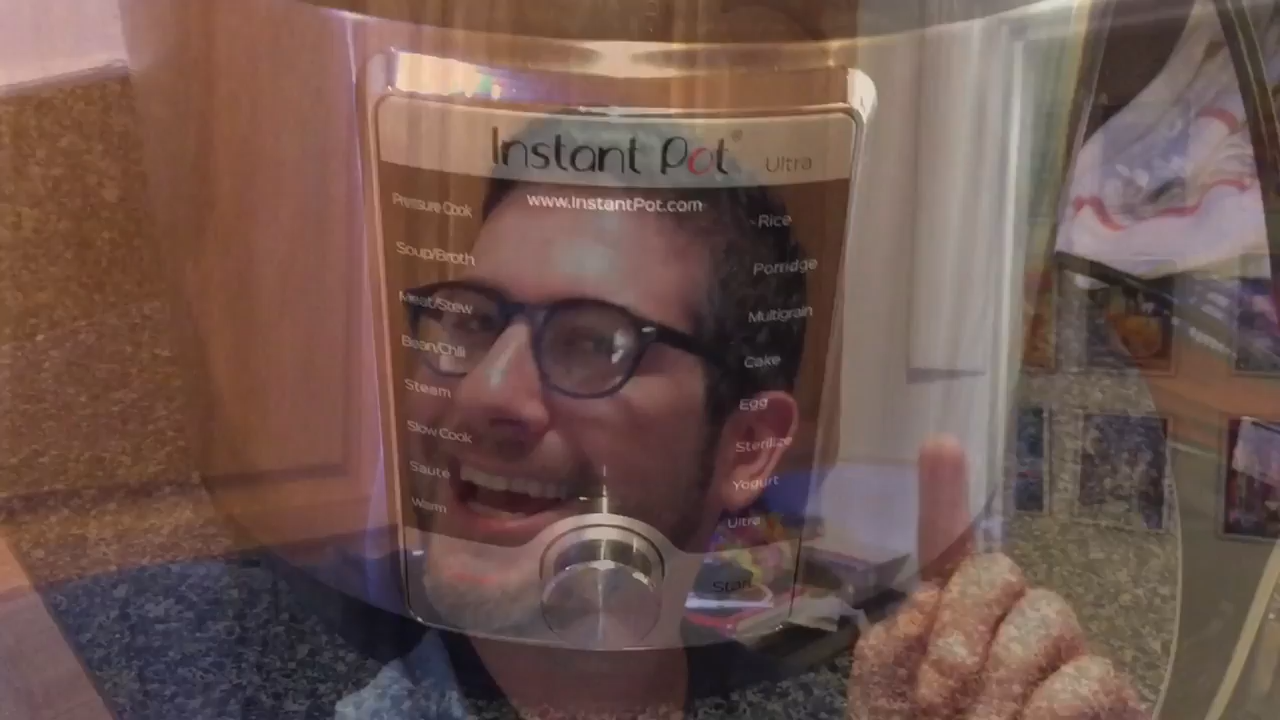 Instant Pot® Ultra
www.InstantPot.com
Pressure Cook
Soup/Broth
Meat/Stew
Bean/Chili
Steam
Slow Cook
Sauté
Warm
Rice
Porridge
Multigrain
Cake
Egg
Sterilize
Yogurt
Ultra
Start